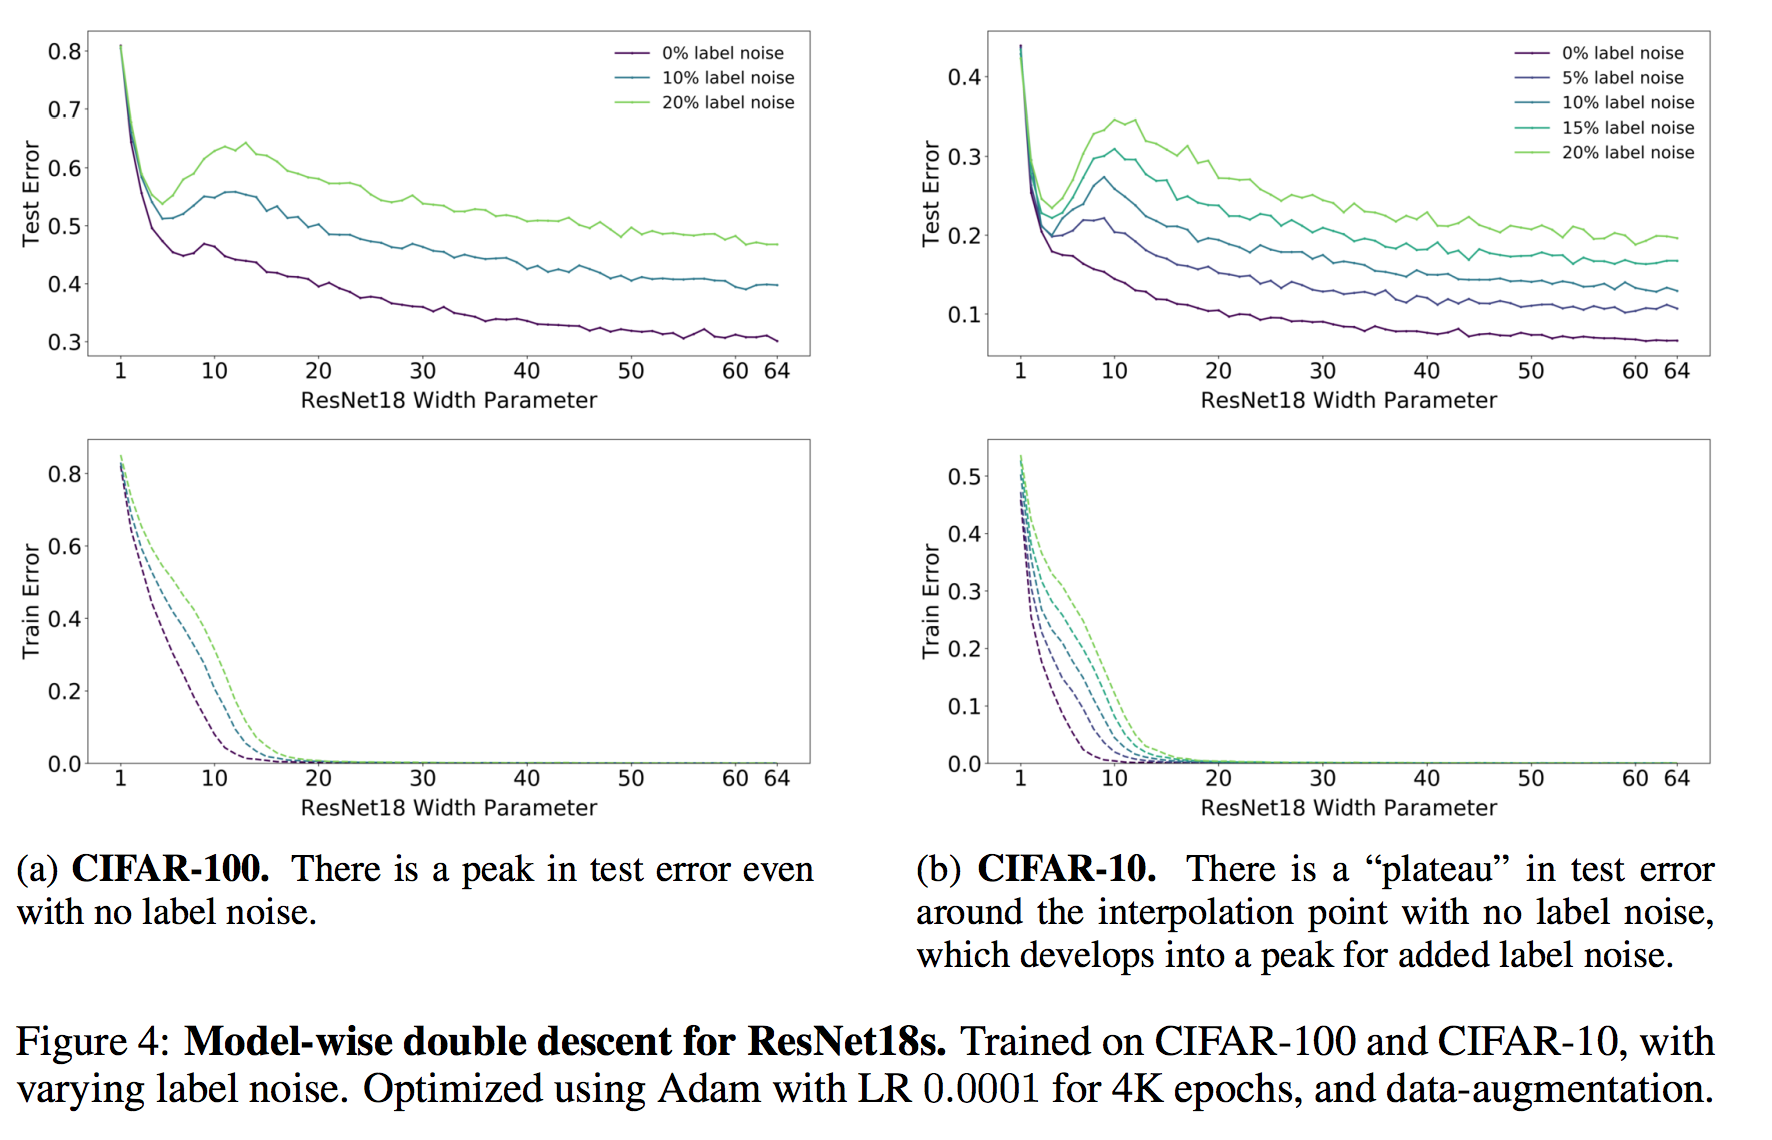 0.8
0.7
0.6
0.5
0.4
0.3
Test Error
0% label noise
10% label noise
20% label noise
1 10 20 30 40 50 60 64
ResNet18 Width Parameter
0.4
0.3
0.2
0.1
Test Error
0% label noise
5% label noise
10% label noise
15% label noise
20% label noise
1 10 20 30 40 50 60 64
ResNet18 Width Parameter
0.8
0.6
0.4
0.2
0.0
Train Error
1 10 20 30 40 50 60 64
ResNet18 Width Parameter
0.5
0.4
0.3
0.2
0.1
0.0
Train Error
1 10 20 30 40 50 60 64
ResNet18 Width Parameter
(a) CIFAR-100. There is a peak in test error even
with no label noise.
(b) CIFAR-10. There is a “plateau” in test error
around the interpolation point with no label noise,
which develops into a peak for added label noise.
Figure 4: Model-wise double descent for ResNet18s. Trained on CIFAR-100 and CIFAR-10, with
varying label noise. Optimized using Adam with LR 0.0001 for 4K epochs, and data-augmentation.